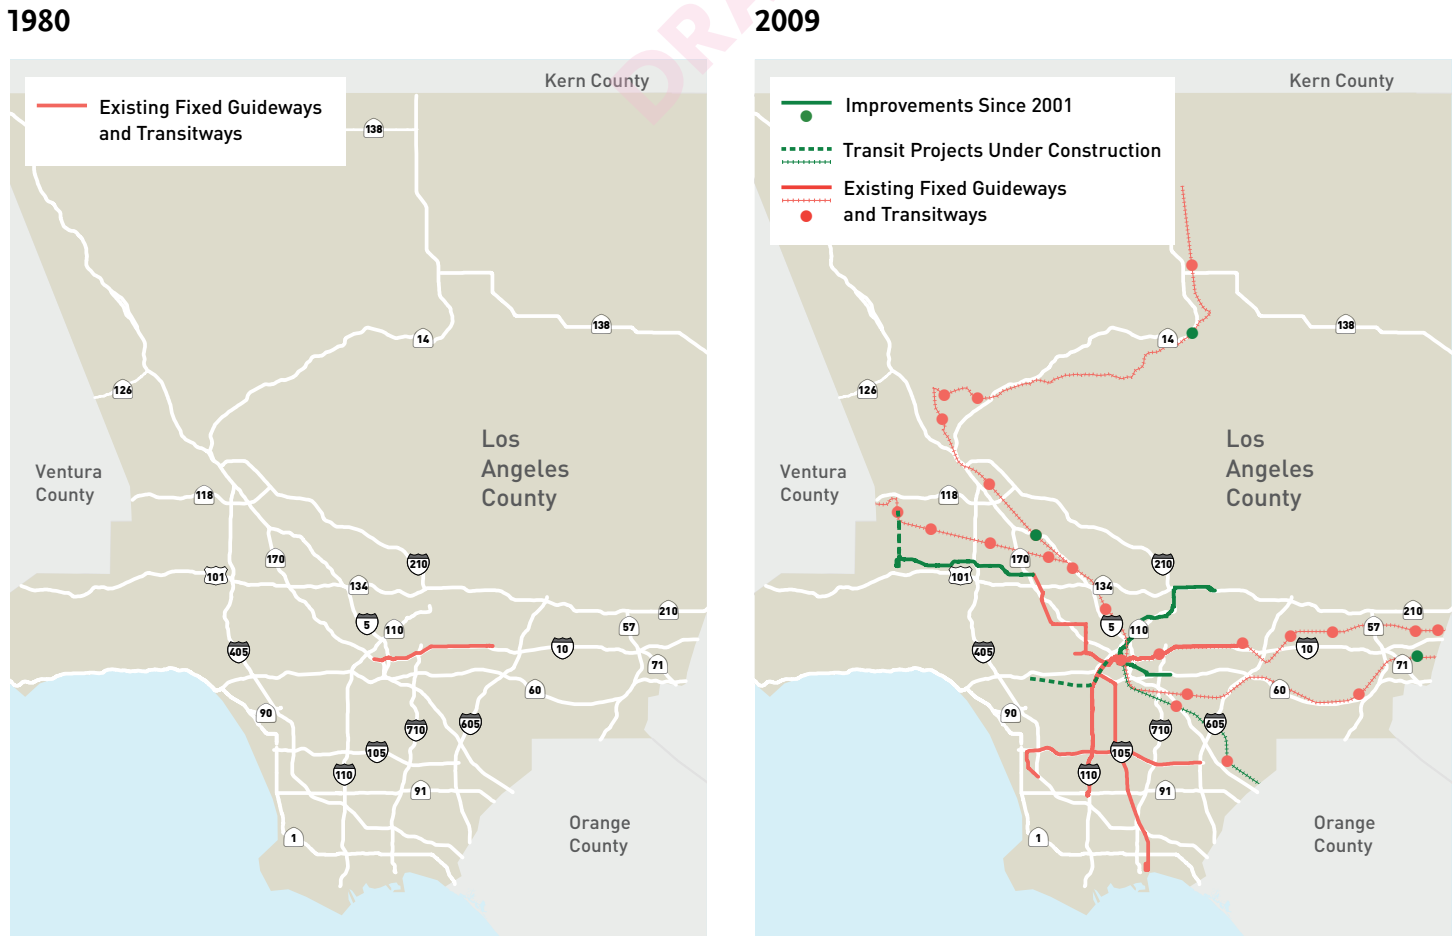 1980
2009
DRA
Existing Fixed Guideways
and Transitways
Kern County
138
14
138
126
Los
Angeles
County
Ventura
County
118
170
210
101
134
5
110
210
57
405
10
71
60
90
710
605
105
110
91
1
Orange
County
Improvements Since 2001
Transit Projects Under Construction
Existing Fixed Guideways
and Transitways
Kern County
14
138
126
Los
Angeles
County
Ventura
County
118
170
210
101
134
5
110
210
57
405
10
71
60
90
710
605
105
110
91
1
Orange
County